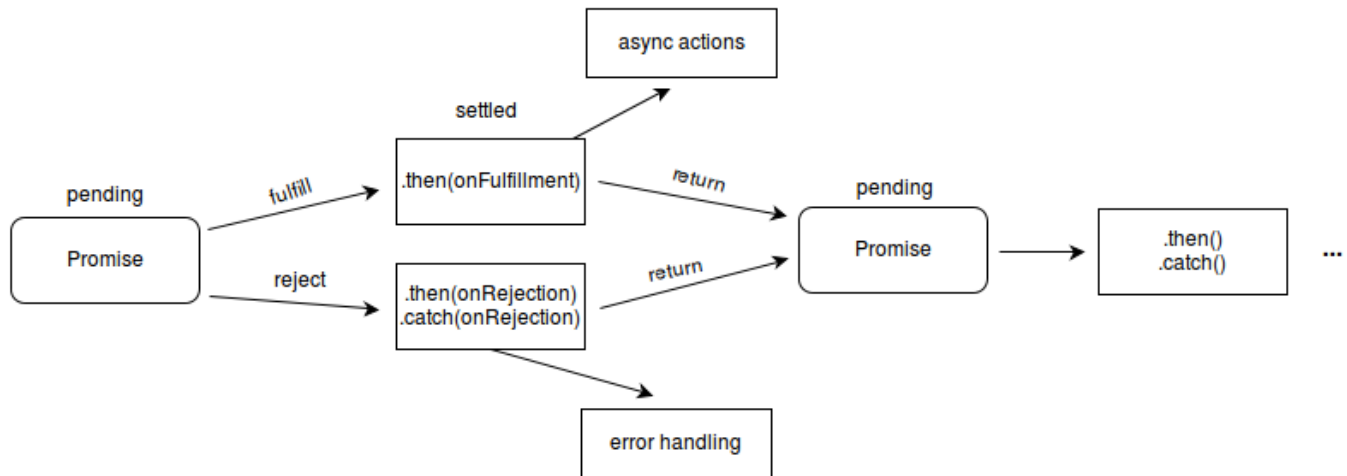 async actions
settled
.then(onFulfillment)
pending
fulfill
return
pending
Promise
reject
.then(onRejection)
.catch(onRejection)
return
Promise
.then()
.catch()
...
error handling